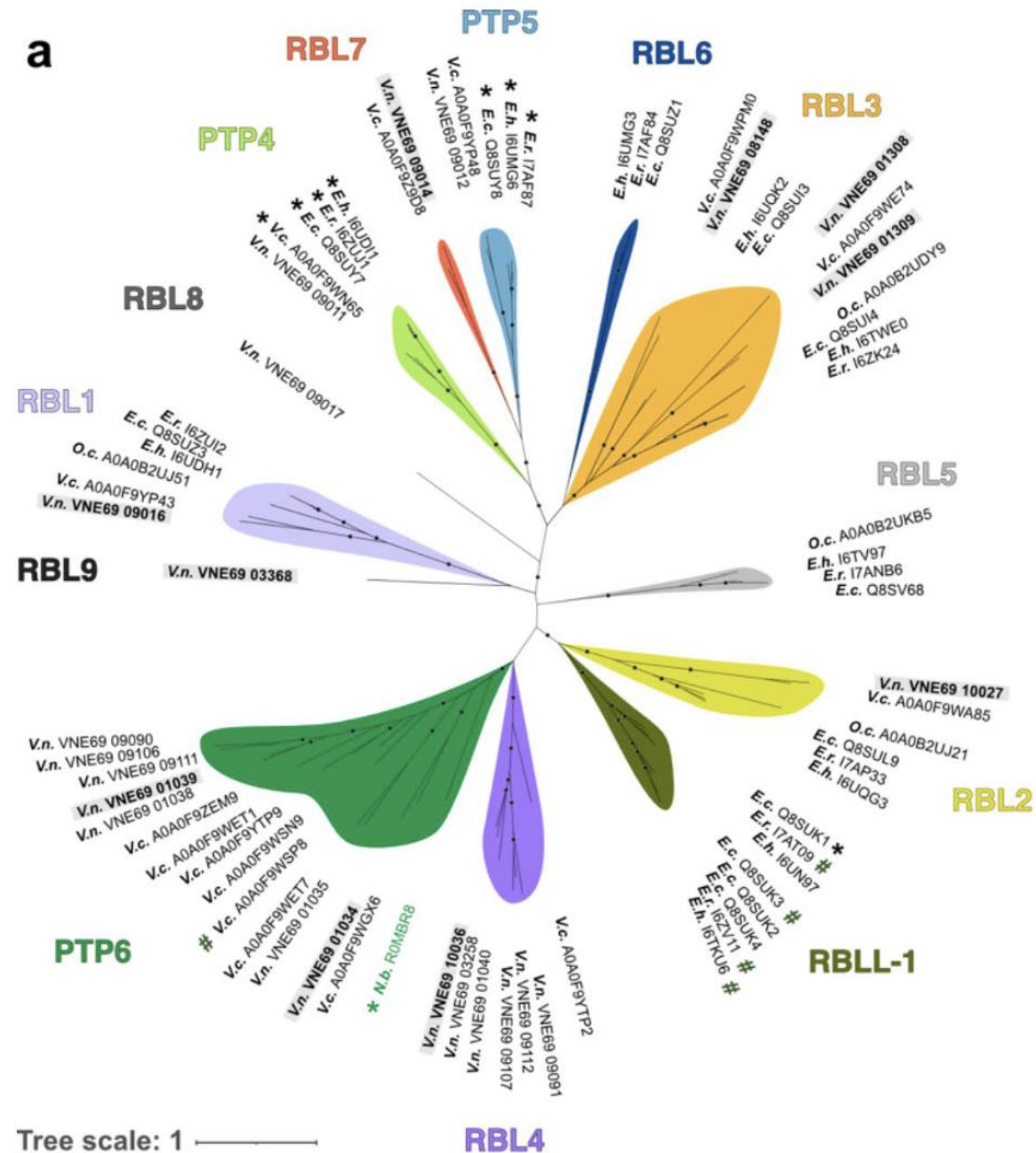 a
PTP5
RBL7
RBL6
RBL3
PTP4
RBL8
RBL1
RBL9
RBL5
RBL2
RBLL-1
PTP6
RBL4
V.n. VNE69 09014
V.c. A0A0F9Z9D8
V.c. A0A0F9YP48
V.n. VNE69 09012
* E.c. Q8SUY8
* E.h. I6UMG6
* E.r. I7AF87
E.h. I6UMG3
E.r. I7AF84
E.c. Q8SUZ1
V.c. A0A0F9WPM0
V.n. VNE69 08148
E.h. I6UQK2
E.c. Q8SUI3
V.n. VNE69 01308
V.c. A0A0F9WE74
V.n. VNE69 01309
O.c. A0A0B2UDY9
E.c. Q8SUI4
E.h. I6TWE0
E.r. I6ZK24
* E.h. I6UDI1
* E.r. I6ZUJ1
* E.c. Q8SUY7
* V.c. A0A0F9WN65
V.n. VNE69 09011
V.n. VNE69 09017
E.r. I6ZUI2
E.c. Q8SUZ3
E.h. I6UDH1
O.c. A0A0B2UJ51
V.c. A0A0F9YP43
V.n. VNE69 09016
V.n. VNE69 03368
O.c. A0A0B2UKB5
E.h. I6TV97
E.r. I7ANB6
E.c. Q8SV68
V.n. VNE69 10027
V.c. A0A0F9WA85
O.c. A0A0B2UJ21
E.c. Q8SUL9
E.r. I7AP33
E.h. I6UQG3
E.c. Q8SUK1 *
E.r. I7AT09 #
E.h. I6UN97
E.c. Q8SUK3 #
E.c. Q8SUK2
E.c. Q8SUK4
E.r. I6ZV11 #
E.h. I6TKU6 #
V.n. VNE69 09090
V.n. VNE69 09106
V.n. VNE69 09111
V.n. VNE69 01039
V.n. VNE69 01038
V.c. A0A0F9ZEM9
V.c. A0A0F9WET1
V.c. A0A0F9YTP9
V.c. A0A0F9WSN9
# V.c. A0A0F9WSP8
V.c. A0A0F9WET7
V.n. VNE69 01035
V.n. VNE69 01034
V.c. A0A0F9WGX6
* N.b. R0MBR8
V.n. VNE69 10036
V.n. VNE69 03258
V.n. VNE69 01040
V.n. VNE69 09107
V.n. VNE69 09112
V.n. VNE69 09091
V.c. A0A0F9YTP2
Tree scale: 1